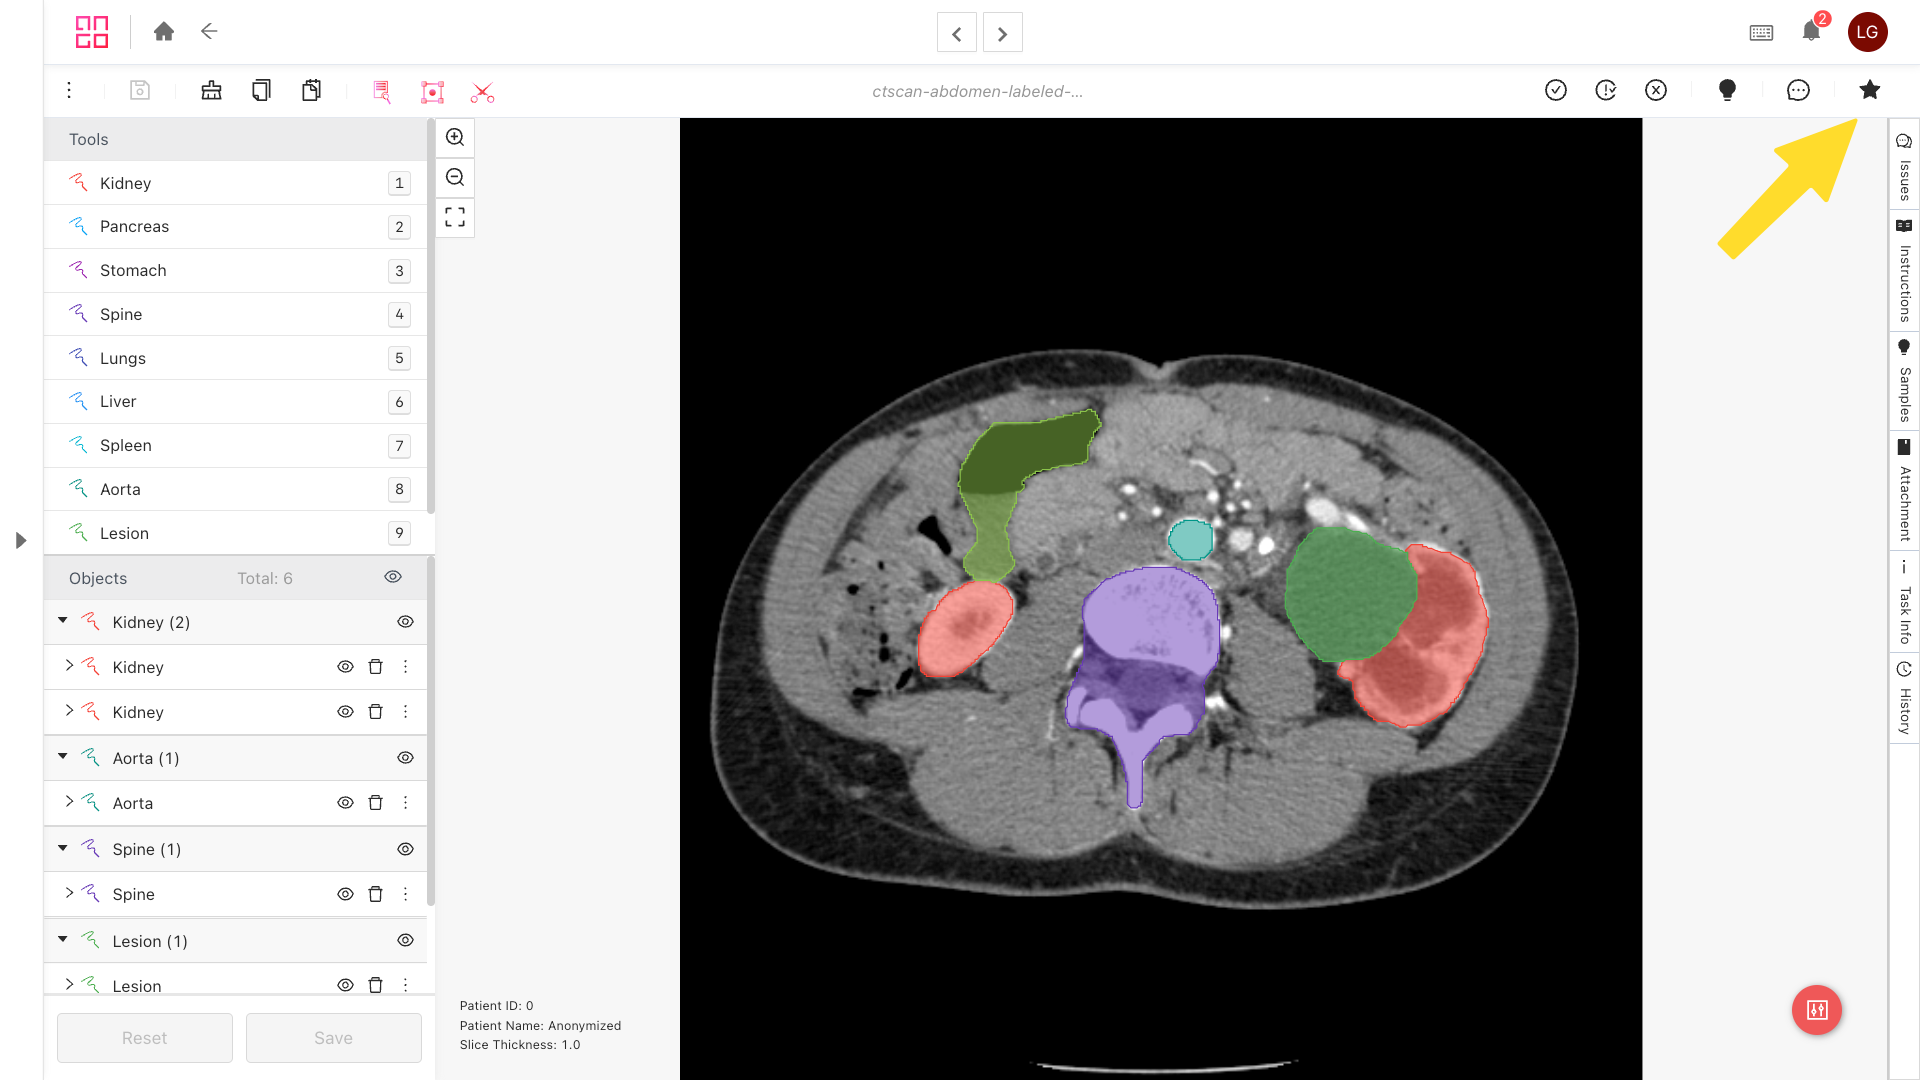 2
LG
ctscan-abdomen-labeled-...
Tools
Kidney 1
Pancreas 2
Stomach 3
Spine 4
Lungs 5
Liver 6
Spleen 7
Aorta 8
Lesion 9
Objects Total: 6
Kidney (2)
Kidney
Kidney
Aorta (1)
Aorta
Spine (1)
Spine
Lesion (1)
Lesion
Reset Save
Patient ID: 0
Patient Name: Anonymized
Slice Thickness: 1.0
Issues
Instructions
Samples
Attachment
Task Info
History